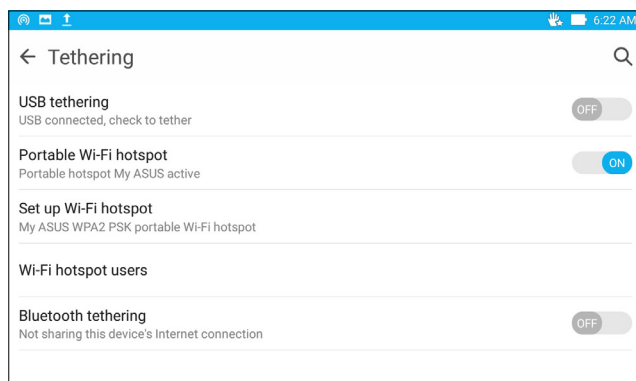 6:22 AM
Tethering
USB tethering
OFF
USB connected, check to tether
Portable Wi-Fi hotspot
ON
Portable hotspot My ASUS active
Set up Wi-Fi hotspot
My ASUS WPA2 PSK portable Wi-Fi hotspot
Wi-Fi hotspot users
Bluetooth tethering
OFF
Not sharing this device's Internet connection